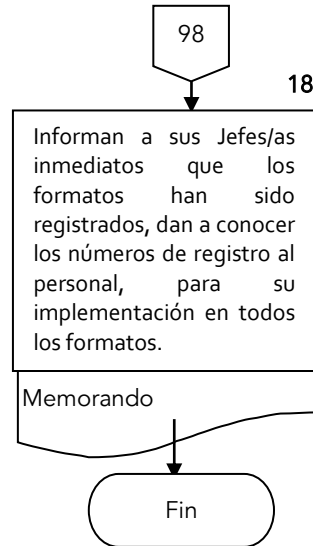 98
18
Informan a sus Jefes/as
inmediatos que los
formatos han sido
registrados, dan a conocer
los números de registro al
personal, para su
implementación en todos
los formatos.
Memorando
Fin